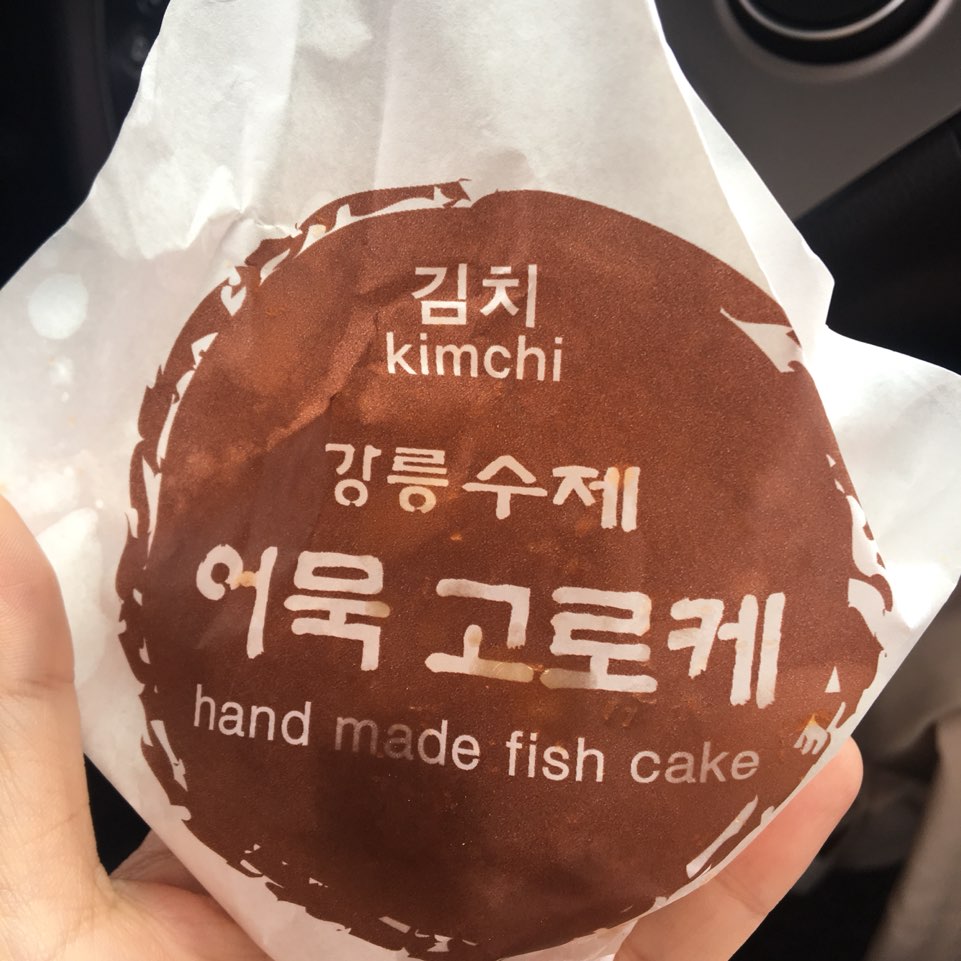 김치
kimchi
강릉 수제
어묵 고로케
hand made fish cake